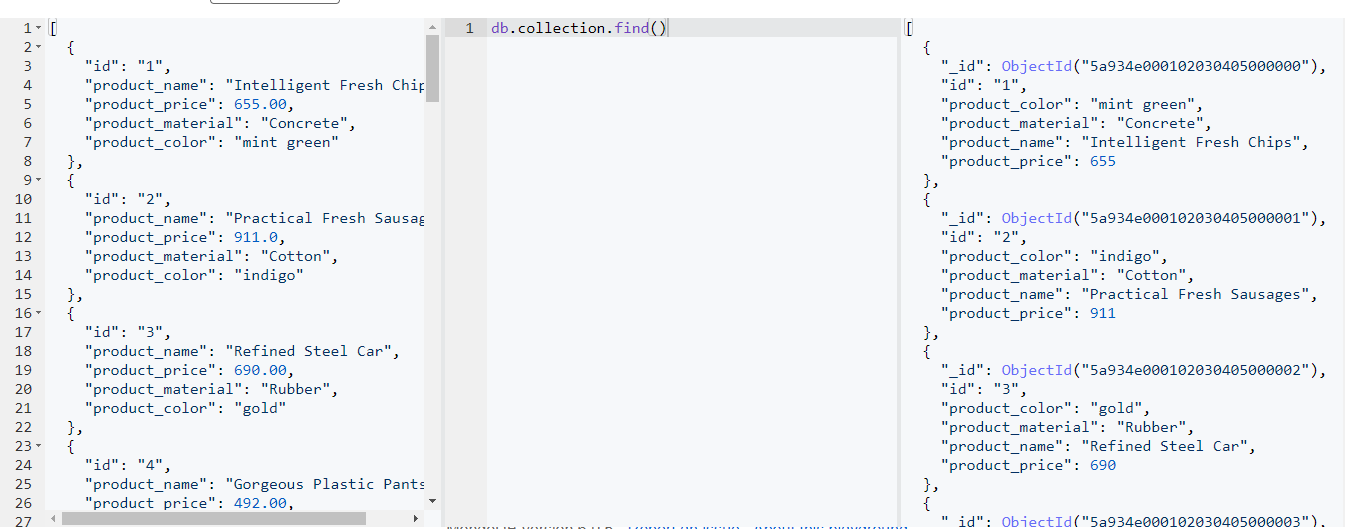 1 [
2 {
3 "id": "1",
4 "product_name": "Intelligent Fresh Chip
5 "product_price": 655.00,
6 "product_material": "Concrete",
7 "product_color": "mint green"
8 },
9 {
10 "id": "2",
11 "product_name": "Practical Fresh Sausag
12 "product_price": 911.0,
13 "product_material": "Cotton",
14 "product_color": "indigo"
15 },
16 {
17 "id": "3",
18 "product_name": "Refined Steel Car",
19 "product_price": 690.00,
20 "product_material": "Rubber",
21 "product_color": "gold"
22 },
23 {
24 "id": "4",
25 "product_name": "Gorgeous Plastic Pants
26 "product_price": 492.00,
27
1 db.collection.find()
[
{
"_id": ObjectId("5a934e000102030405000000"),
"id": "1",
"product_color": "mint green",
"product_material": "Concrete",
"product_name": "Intelligent Fresh Chips",
"product_price": 655
},
{
"_id": ObjectId("5a934e000102030405000001"),
"id": "2",
"product_color": "indigo",
"product_material": "Cotton",
"product_name": "Practical Fresh Sausages",
"product_price": 911
},
{
"_id": ObjectId("5a934e000102030405000002"),
"id": "3",
"product_color": "gold",
"product_material": "Rubber",
"product_name": "Refined Steel Car",
"product_price": 690
},
{
"_id": ObjectId("5a934e000102030405000003"),